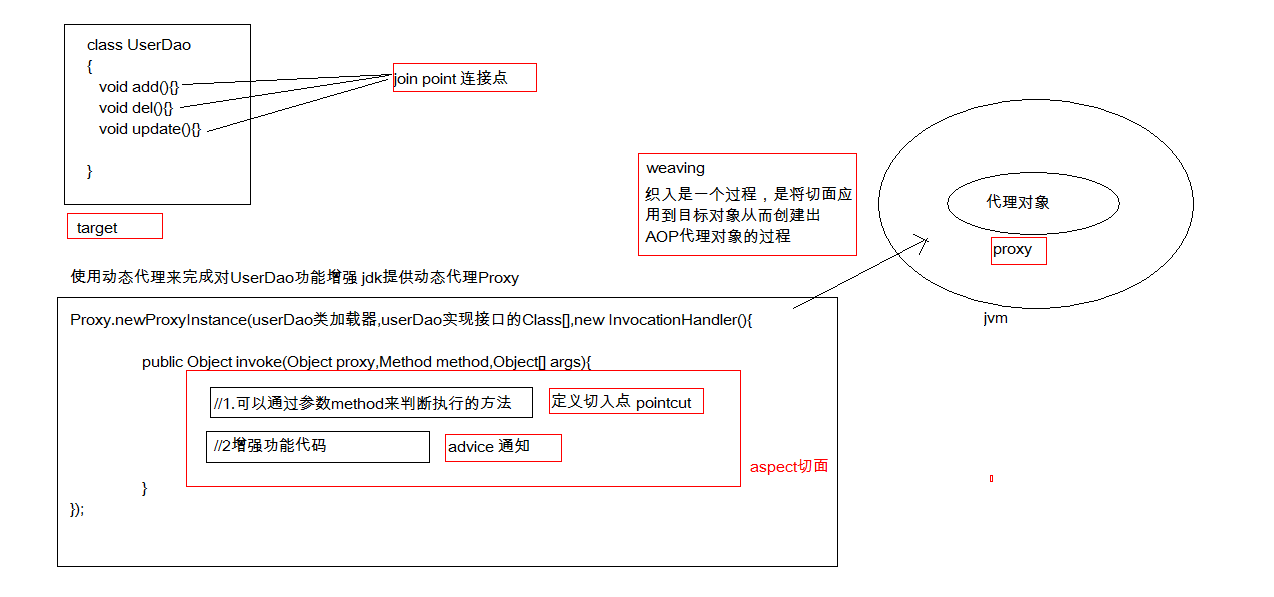 class UserDao
{
void add(){}
void del(){}
void update(){}
}
join point 连接点
target
weaving
织入是一个过程，是将切面应
用到目标对象从而创建出
AOP代理对象的过程
代理对象
proxy
jvm
使用动态代理来完成对UserDao功能增强 jdk提供动态代理Proxy
Proxy.newProxyInstance(userDao类加载器,userDao实现接口的Class[],new InvocationHandler(){
public Object invoke(Object proxy,Method method,Object[] args){
//1.可以通过参数method来判断执行的方法
定义切入点 pointcut
//2增强功能代码
advice 通知
aspect切面
}
});